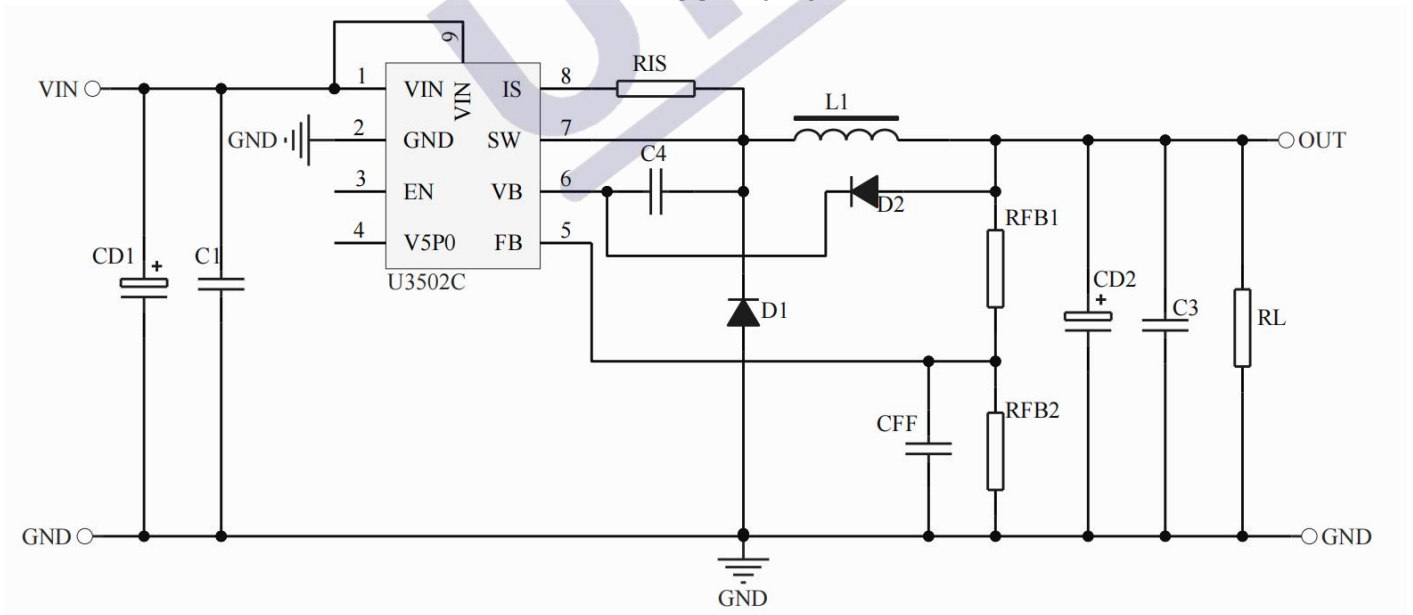 9
VIN 1 VIN VIN IS 8 RIS
L1
GND 2 GND SW 7 OUT
C4
3 EN VB 6 D2
RFB1
4 V5P0 FB 5
CD1 + C1 U3502C CD2 + C3 RL
D1
RFB2
CFF
GND GND
GND